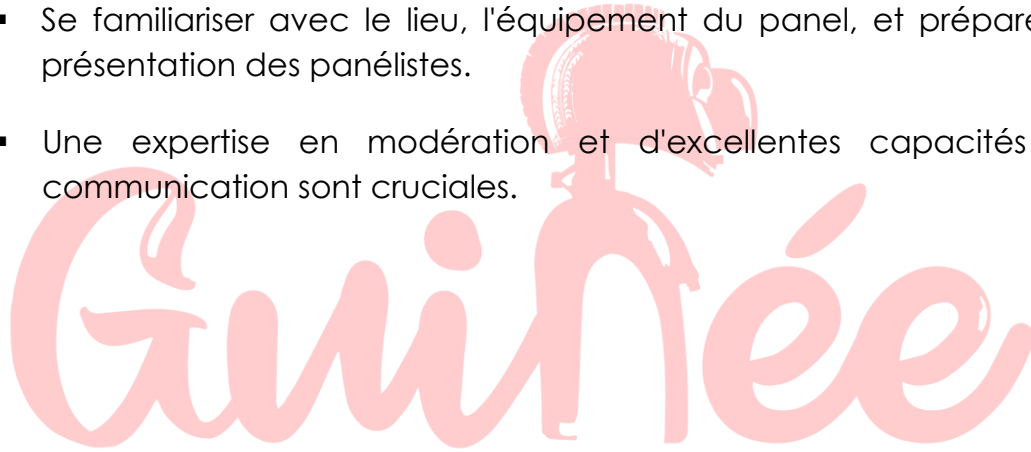 ▪ Se familiariser avec le lieu, l'équipement du panel, et prépare
présentation des panélistes.
▪ Une expertise en modération et d'excellentes capacités
communication sont cruciales.
Guinée